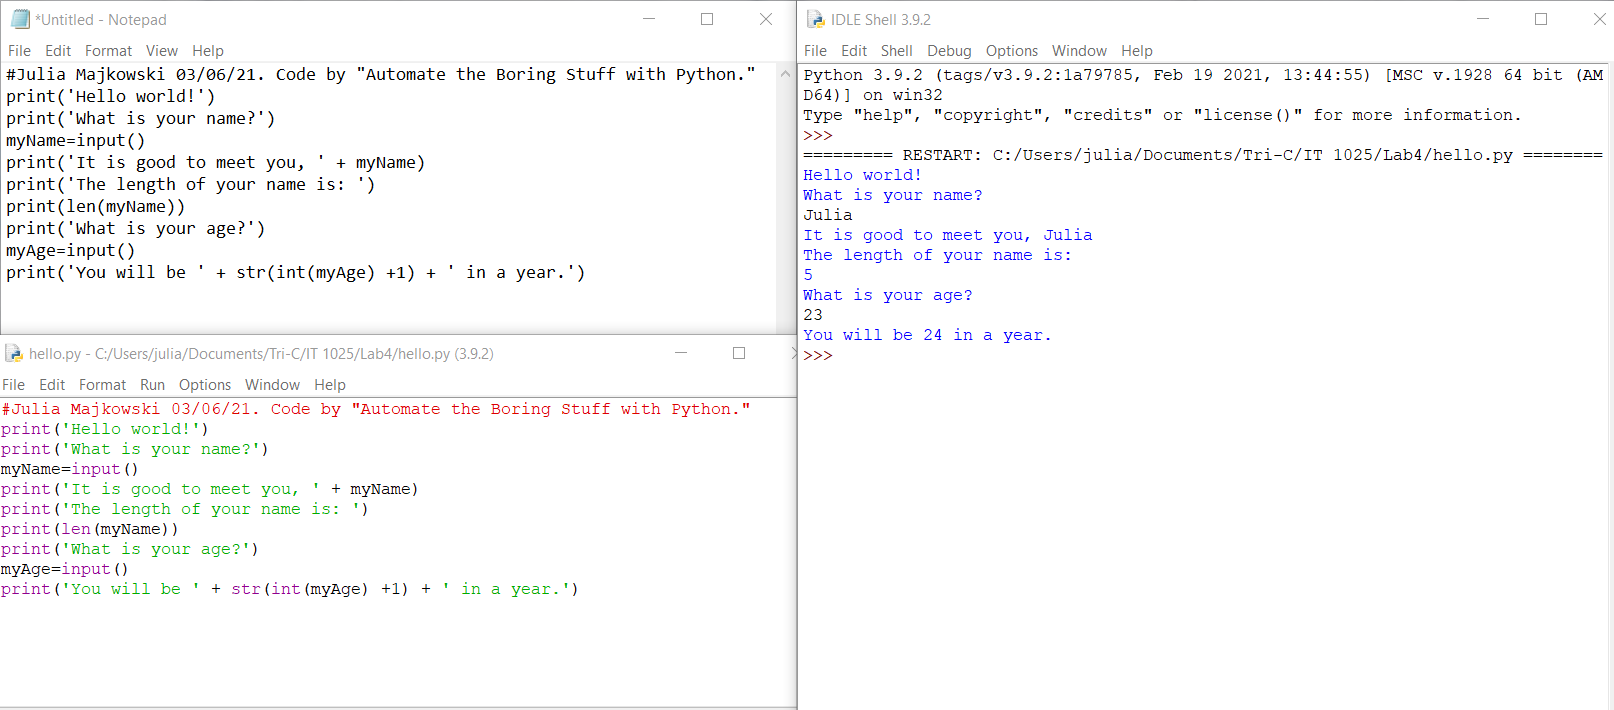 *Untitled - Notepad
File Edit Format View Help
#Julia Majkowski 03/06/21. Code by "Automate the Boring Stuff with Python."
print('Hello world!')
print('What is your name?')
myName=input()
print('It is good to meet you, ' + myName)
print('The length of your name is: ')
print(len(myName))
print('What is your age?')
myAge=input()
print('You will be ' + str(int(myAge) +1) + ' in a year.')
hello.py - C:/Users/julia/Documents/Tri-C/IT 1025/Lab4/hello.py (3.9.2)
File Edit Format Run Options Window Help
#Julia Majkowski 03/06/21. Code by "Automate the Boring Stuff with Python."
print('Hello world!')
print('What is your name?')
myName=input()
print('It is good to meet you, ' + myName)
print('The length of your name is: ')
print(len(myName))
print('What is your age?')
myAge=input()
print('You will be ' + str(int(myAge) +1) + ' in a year.')
IDLE Shell 3.9.2
File Edit Shell Debug Options Window Help
Python 3.9.2 (tags/v3.9.2:1a79785, Feb 19 2021, 13:44:55) [MSC v.1928 64 bit (AM
D64)] on win32
Type "help", "copyright", "credits" or "license()" for more information.
>>>
========= RESTART: C:/Users/julia/Documents/Tri-C/IT 1025/Lab4/hello.py ========
Hello world!
What is your name?
Julia
It is good to meet you, Julia
The length of your name is:
5
What is your age?
23
You will be 24 in a year.
>>>